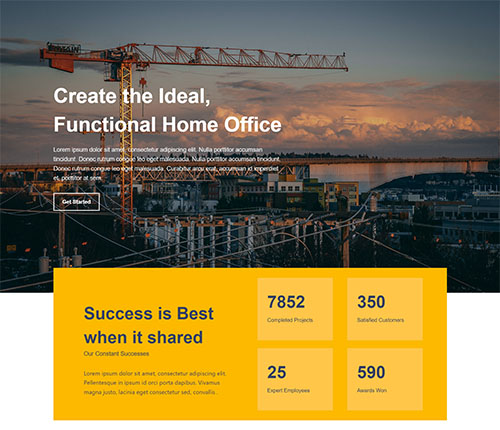 Create the Ideal,
Functional Home Office
Lorem ipsum dolor sit amet, consectetur adipiscing elit. Nulla porttitor accumsan
tincidunt. Donec rutrum congue leo eget malesuada. Nulla porttitor accumsan tincidunt.
Donec rutrum congue leo eget malesuada. Curabitur arcu erat, accumsan id imperdiet
et, porttitor at sem.
Get Started
Success is Best
when it shared
Our Constant Successes
Lorem ipsum dolor sit amet, consectetur adipiscing elit.
Pellentesque in ipsum id orci porta dapibus. Vivamus
magna justo, lacinia eget consectetur sed, convallis..
7852
Completed Projects
350
Satisfied Customers
25
Expert Employees
590
Awards Won